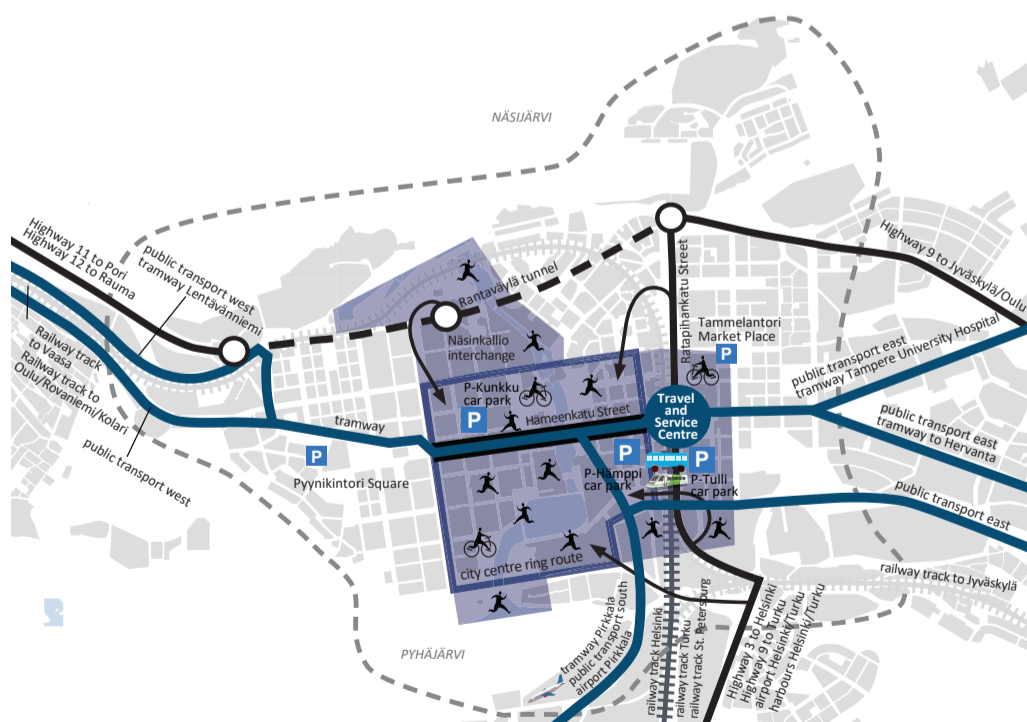 NÄSIJÄRVI
Highway 11 to Pori
Highway 12 to Rauma
public transport west
tramway Lentävänniemi
Rantaväylä tunnel
Ratapihankatu Street
Highway 9 to Jyväskylä/Oulu
Näsinkallio
interchange
Tammelantori
Market Place
P
Railway track
to Vaasa
Railway track to
Oulu/Rovaniemi/Kolari
public transport west
P-Kunkku
car park
P
Hämeenkatu Street
Travel
and
Service
Centre
public transport east
tramway Tampere University Hospital
public transport east
tramway to Hervanta
tramway
P
Pyynikintori Square
P
P
P-Hämppi
car park
P-Tulli
car park
public transport east
city centre ring route
railway track to Jyväskylä
PYHÄJÄRVI
tramway Pirkkala
public transport south
airport Pirkkala
railway track Helsinki
railway track Turku
railway track St. Petersburg
Highway 3 to Helsinki
Highway 9 to Turku
airport Helsinki/Turku
harbours Helsinki/Turku